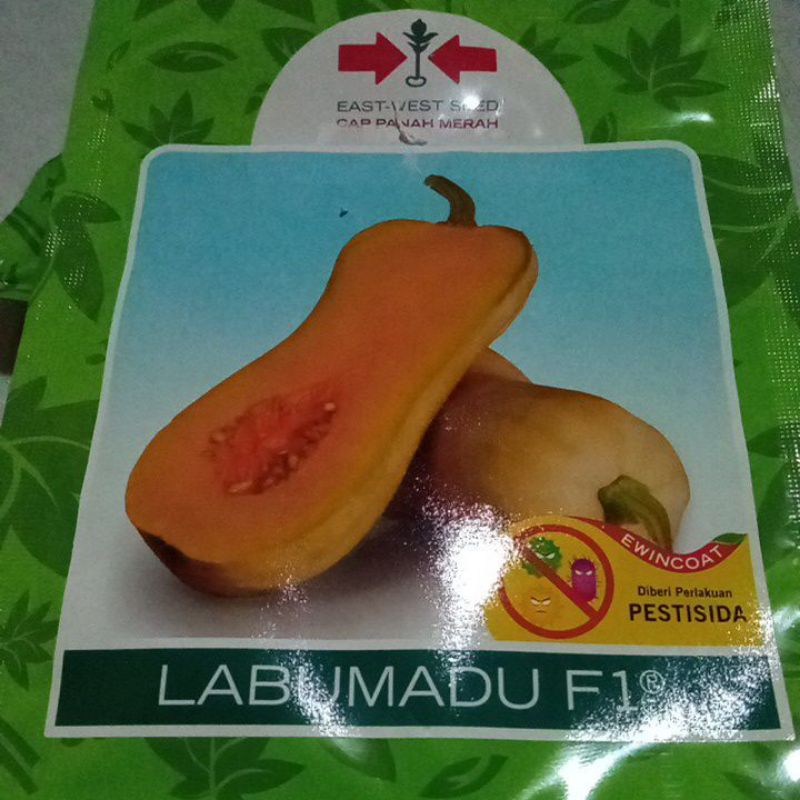 EAST-WEST SEED
CAP PANAH MERAH
EWINCOAT
Diberi Perlakuan
PESTISIDA
LABUMADU F1®